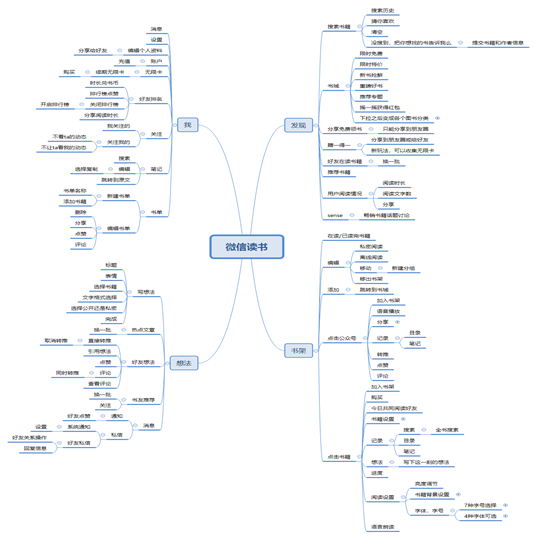 微信读书
发现
搜索书籍
搜索历史
猜你喜欢
清空
没搜到，把你想找的书告诉我么
提交书籍和作者信息
书城
限时免费
限时特价
新书抢鲜
重磅好书
推荐专题
摇一摇获得红包
下拉之后变成各个图书分类
分享免费领书
只能分享到朋友圈
赠一得一
分享到朋友圈或给好友
新玩法，可以收集无限卡
好友在读书籍
换一批
推荐书籍
用户阅读情况
阅读时长
阅读文字数
分享
sense
畅销书籍话题讨论
书架
在读/已读完书籍
编辑
私密阅读
离线阅读
移动
新建分组
移出书架
添加
跳转到书城
点击公众号
加入书架
语音播放
分享
记录
目录
笔记
转推
点赞
评论
点击书籍
加入书架
购买
今日共同阅读好友
书籍设置
记录
搜索
全书搜索
目录
笔记
想法
写下这一刻的想法
进度
阅读设置
亮度调节
书籍背景设置
字体、字号
7种字号选择
4种字体可选
语音朗读
我
消息
设置
编辑个人资料
分享给好友
账户
充值
无限卡
续期无限卡
购买
好友排名
时长兑书币
排行榜点赞
关闭排行榜
开启排行榜
分享阅读时长
关注
我关注的
关注我的
不看ta的动态
不让ta看我的动态
笔记
搜索
编辑
选择复制
跳转到原文
书单
新建书单
书单名称
添加书籍
编辑书单
删除
分享
点赞
评论
想法
写想法
标题
表情
选择书籍
文字格式选择
选择公开还是私密
完成
热点文章
换一批
好友想法
直接转推
取消转推
引用想法
点赞
评论
同时转推
查看评论
书友推荐
换一批
关注
消息
通知
好友点赞
私信
系统通知
设置
好友私信
好友关系操作
回复信息